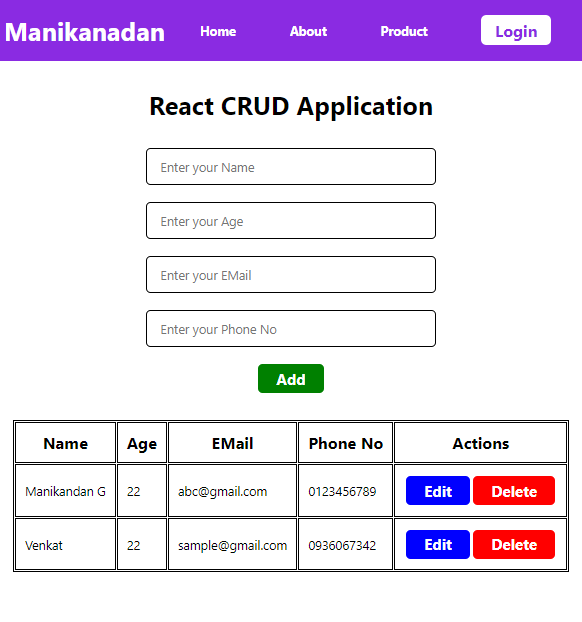 Manikanadan Home About Product Login
React CRUD Application
Enter your Name
Enter your Age
Enter your EMail
Enter your Phone No
Add
Name Age EMail Phone No Actions
Manikandan G 22 abc@gmail.com 0123456789 Edit Delete
Venkat 22 sample@gmail.com 0936067342 Edit Delete